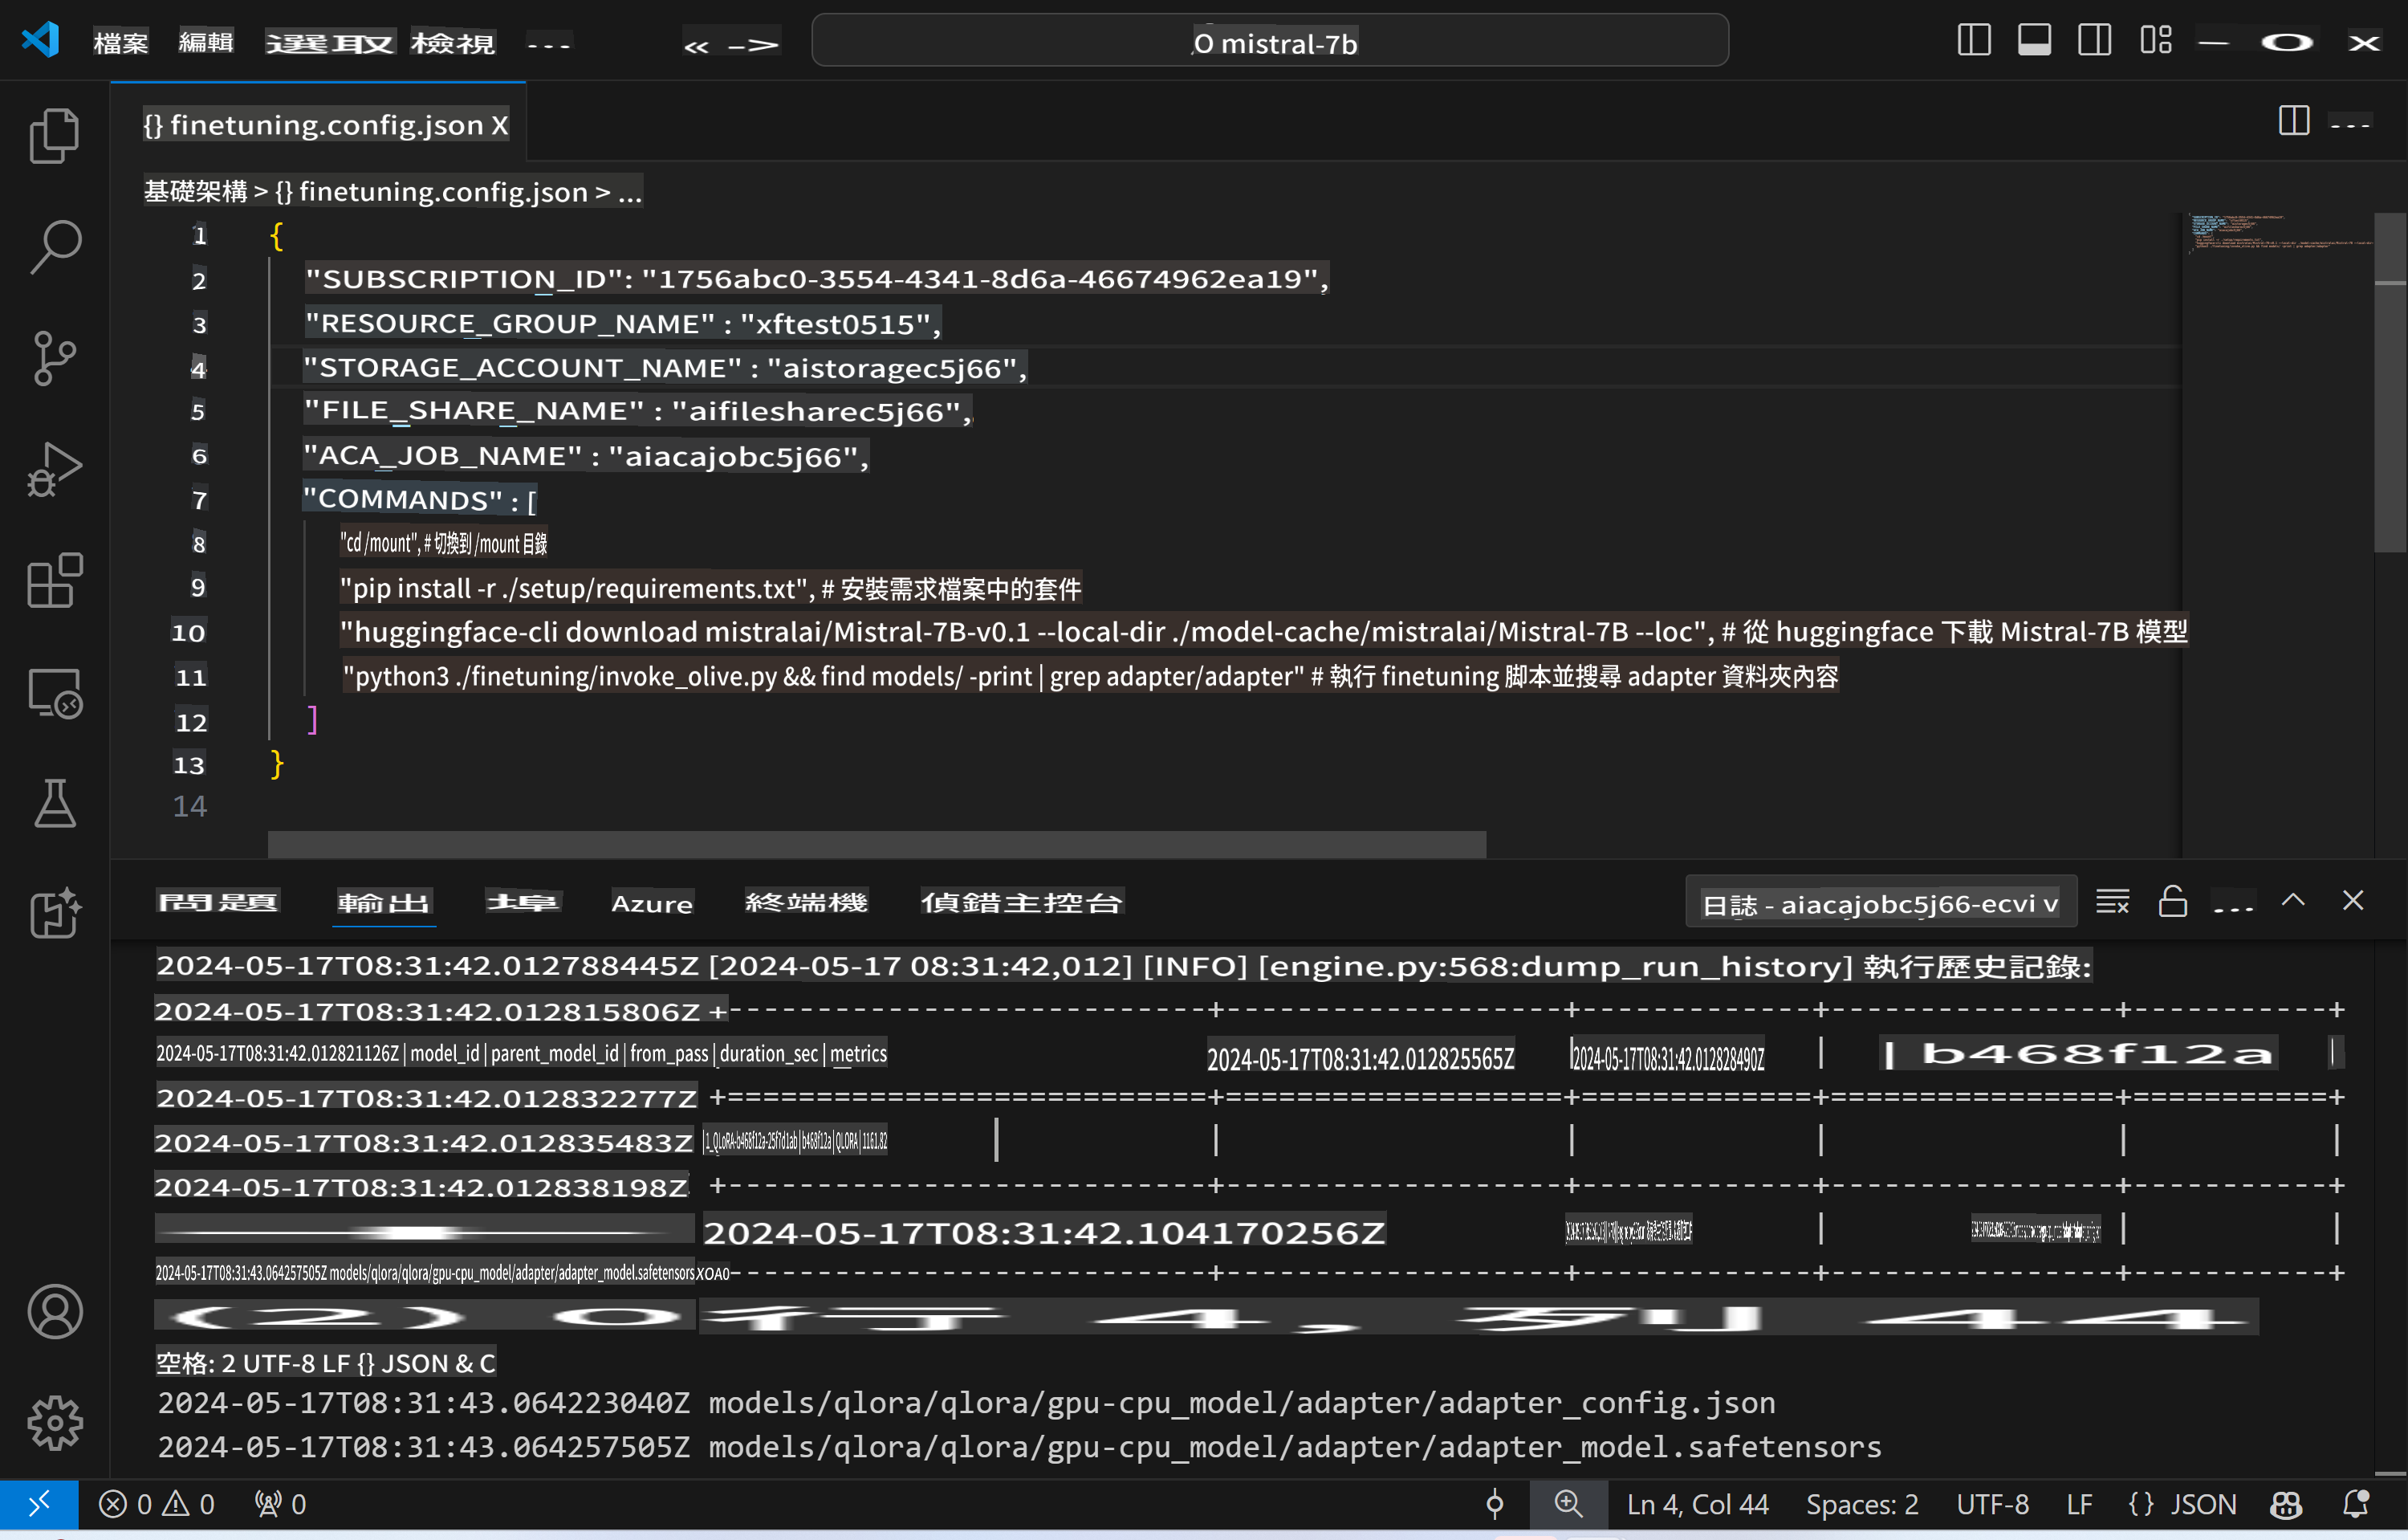 檔案 編輯 選取 檢視 ... « -> O mistral-7b
{} finetuning.config.json X
基礎架構 > {} finetuning.config.json > ...
1 {
2 "SUBSCRIPTION_ID": "1756abc0-3554-4341-8d6a-46674962ea19",
3 "RESOURCE_GROUP_NAME" : "xftest0515",
4 "STORAGE_ACCOUNT_NAME" : "aistoragec5j66",
5 "FILE_SHARE_NAME" : "aifilesharec5j66",
6 "ACA_JOB_NAME" : "aiacajobc5j66",
7 "COMMANDS" : [
8 "cd /mount", # 切換到 /mount 目錄
9 "pip install -r ./setup/requirements.txt", # 安裝需求檔案中的套件
10 "huggingface-cli download mistralai/Mistral-7B-v0.1 --local-dir ./model-cache/mistralai/Mistral-7B --loc", # 從 huggingface 下載 Mistral-7B 模型
11 "python3 ./finetuning/invoke_olive.py && find models/ -print | grep adapter/adapter" # 執行 finetuning 脚本並搜尋 adapter 資料夾內容
12 ]
13 }
14
問題 輸出 埠 Azure 終端機 偵錯主控台 日誌 - aiacajobc5j66-ecvi v
2024-05-17T08:31:42.012788445Z [2024-05-17 08:31:42,012] [INFO] [engine.py:568:dump_run_history] 執行歷史記錄:
2024-05-17T08:31:42.012815806Z +---------------------------+--------------------+-------------+----------------+-----------+
2024-05-17T08:31:42.012821126Z | model_id | parent_model_id | from_pass | duration_sec | metrics 2024-05-17T08:31:42.012825565Z |2024-05-17T08:31:42.012828490Z | | b468f12a |
2024-05-17T08:31:42.012832277Z +===========================+===================+=============+================+===========+
2024-05-17T08:31:42.012835483Z | 1_QLoRA-b468f12a-25f7d1ab | b468f12a | QLORA | 1161.82 | | | | | |
2024-05-17T08:31:42.012838198Z +---------------------------+-------------------+-------------+----------------+-----------+
2024-05-17T08:31:42.104170256Z
2024-05-17T08:31:43.064257505Z models/qlora/qlora/gpu-cpu_model/adapter/adapter_model.safetensors XOA0---------------------------+-------------------+-------------+----------------+-----------+
(2) 0 行 4, 列 44
空格: 2 UTF-8 LF {} JSON & C
2024-05-17T08:31:43.064223040Z models/qlora/qlora/gpu-cpu_model/adapter/adapter_config.json
2024-05-17T08:31:43.064257505Z models/qlora/qlora/gpu-cpu_model/adapter/adapter_model.safetensors
0 0 0 Ln 4, Col 44 Spaces: 2 UTF-8 LF {} JSON